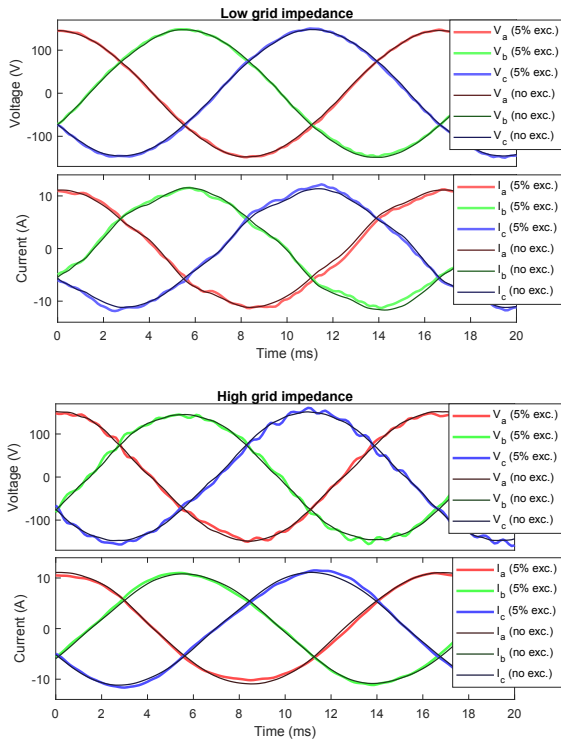 Low grid impedance
Voltage (V)
100
0
-100
V_a (5% exc.)
V_b (5% exc.)
V_c (5% exc.)
V_a (no exc.)
V_b (no exc.)
V_c (no exc.)
Current (A)
10
0
-10
I_a (5% exc.)
I_b (5% exc.)
I_c (5% exc.)
I_a (no exc.)
I_b (no exc.)
I_c (no exc.)
0 2 4 6 8 10 12 14 16 18 20
Time (ms)
High grid impedance
Voltage (V)
100
0
-100
V_a (5% exc.)
V_b (5% exc.)
V_c (5% exc.)
V_a (no exc.)
V_b (no exc.)
V_c (no exc.)
Current (A)
10
0
-10
I_a (5% exc.)
I_b (5% exc.)
I_c (5% exc.)
I_a (no exc.)
I_b (no exc.)
I_c (no exc.)
0 2 4 6 8 10 12 14 16 18 20
Time (ms)